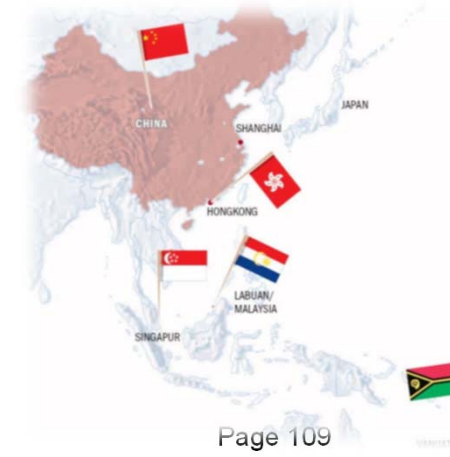 JAPAN
CHINA
SHANGHAI
HONGKONG
LABUAN/
MALAYSIA
SINGAPUR
Page 109